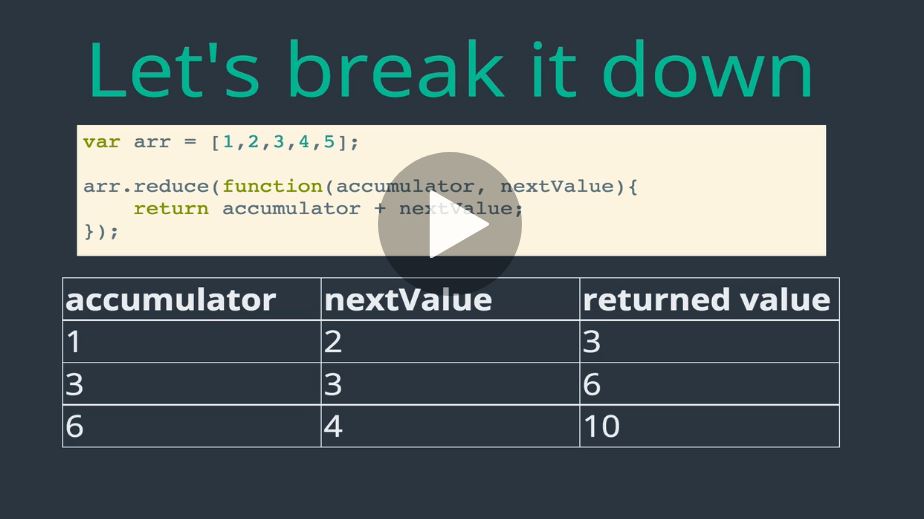 Let's break it down
var arr = [1,2,3,4,5];
arr.reduce(function(accumulator, nextValue){
return accumulator + nextValue;
});
accumulator nextValue returned value
1 2 3
3 3 6
6 4 10